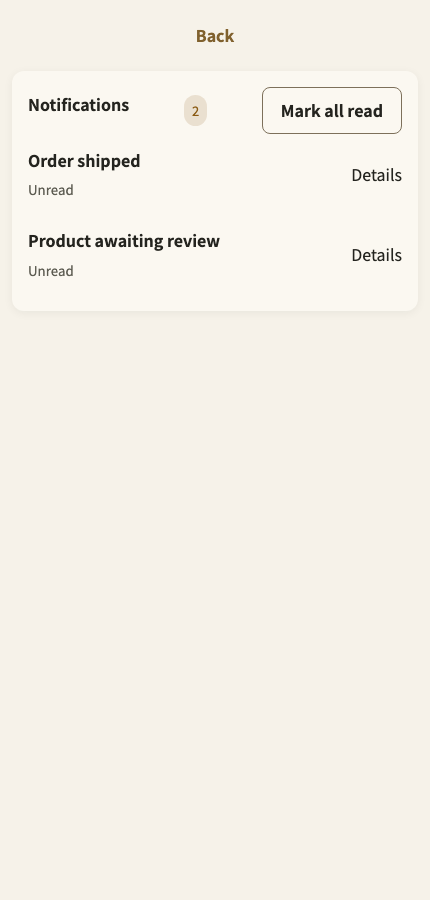 Back
Notifications
2
Mark all read
Order shipped
Unread
Details
Product awaiting review
Unread
Details